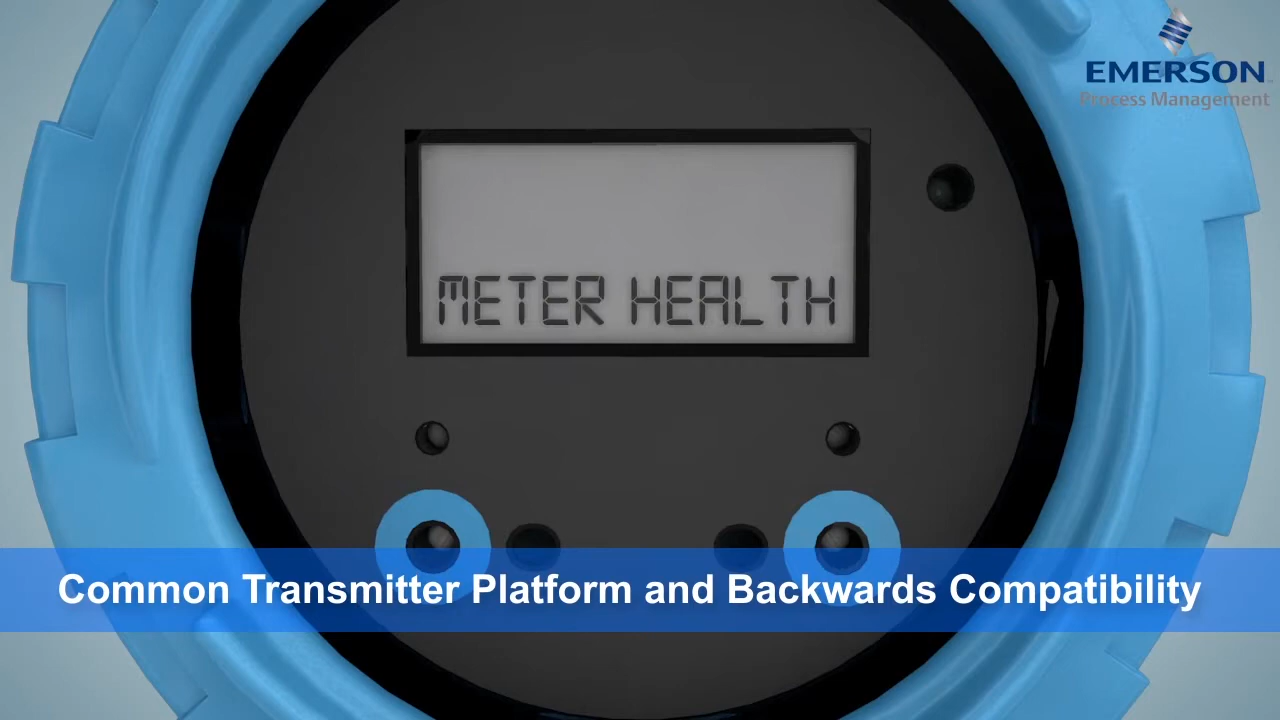 EMERSON
Process Management
METER HEALTH
Common Transmitter Platform and Backwards Compatibility